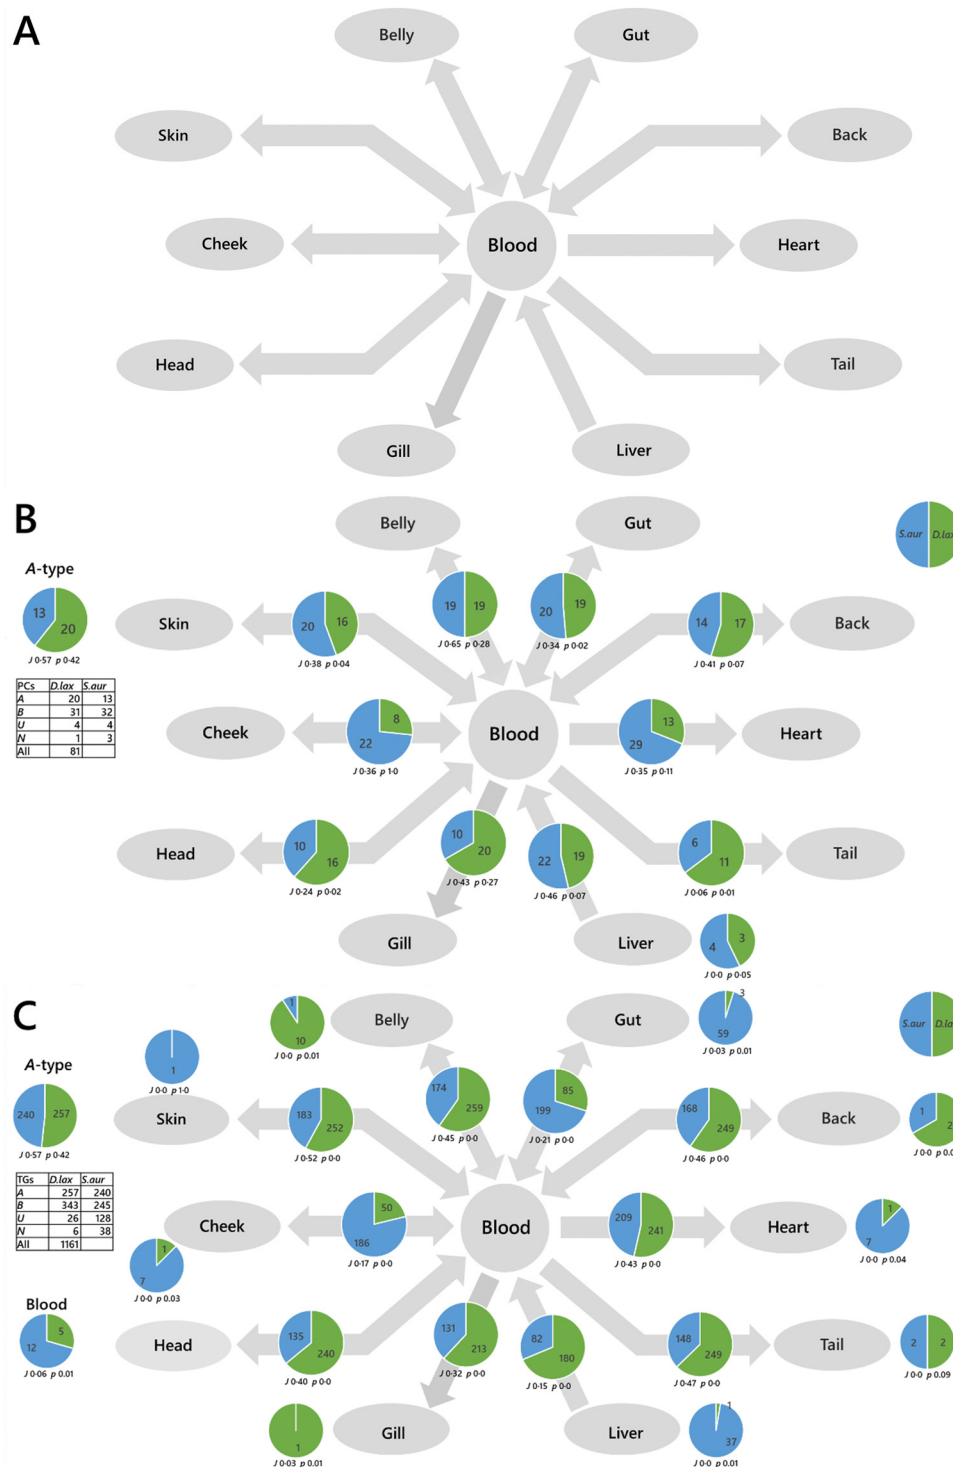 A
Belly
Gut
Skin
Back
Cheek
Blood
Heart
Head
Tail
Gill
Liver
B
Belly
Gut
S.aur D.lax
A-type
13
20
J 0·57 p 0·42
Skin
20
16
J 0·38 p 0·04
19
19
J 0·65 p 0·28
20
19
J 0·34 p 0·02
14
17
J 0·41 p 0·07
Back
PCs D.lax S.aur
A 20 13
B 31 32
U 4 4
N 1 3
All 81
Cheek
8
22
J 0·36 p 1·0
Blood
13
29
J 0·35 p 0·11
Heart
Head
10
16
J 0·24 p 0·02
10
20
J 0·43 p 0·27
22
19
J 0·46 p 0·07
6
11
J 0·06 p 0·01
Tail
Gill
Liver
4
3
J 0·0 p 0·05
C
1
10
J 0·0 p 0.01
Belly
Gut
3
59
J 0·03 p 0.01
S.aur
1
J 0·0 p 1·0
A-type
240
257
J 0·57 p 0·42
Skin
183
252
J 0·52 p 0·0
174
259
J 0·45 p 0·0
85
199
J 0·21 p 0·0
168
249
J 0·46 p 0·0
Back
1
2
TGs D.lax S.aur
A 257 240
B 343 245
U 26 128
N 6 38
All 1161
Cheek
1
7
J 0·0 p 0.03
50
186
J 0·17 p 0·0
Blood
209
241
J 0·43 p 0·0
Heart
1
7
J 0·0 p 0.04
Blood
5
12
J 0·06 p 0.01
Head
135
240
J 0·40 p 0·0
131
213
J 0·32 p 0·0
82
180
J 0·15 p 0·0
148
249
J 0·47 p 0·0
Tail
2
2
J 0·0 p 0.09
1
J 0·03 p 0.01
Gill
Liver
1
37
J 0·0 p 0.01